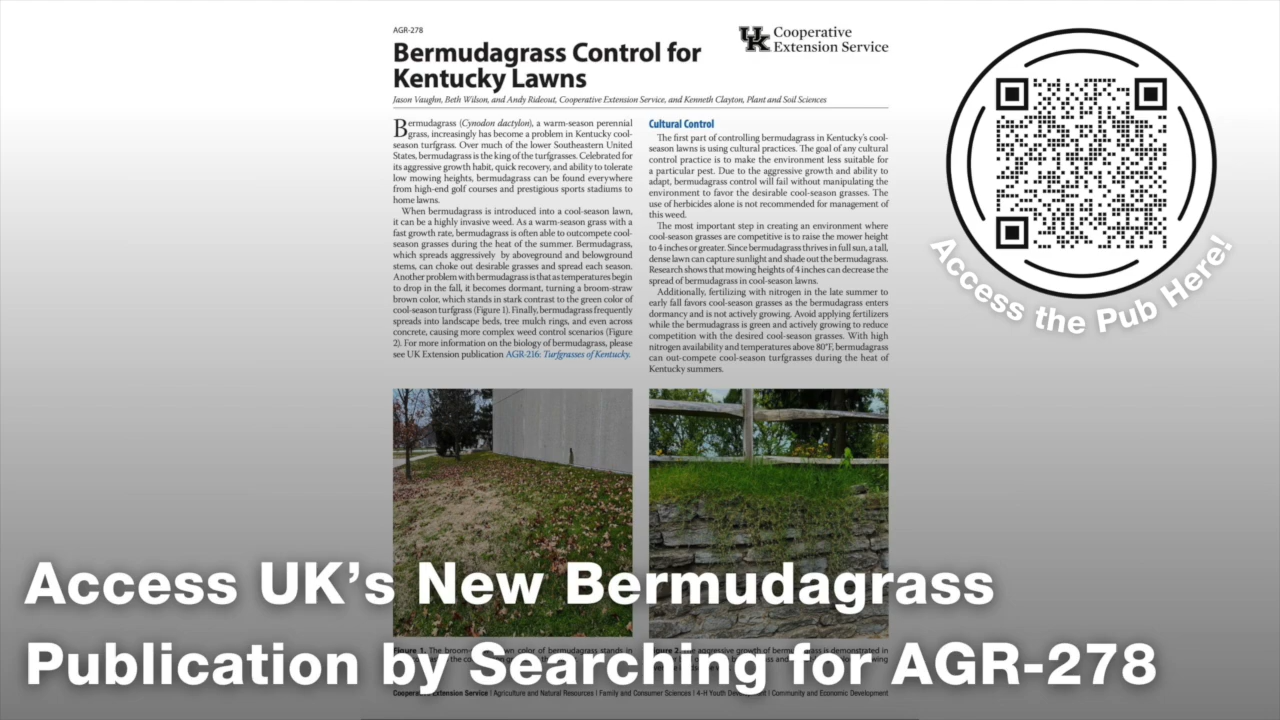 AGR-278
Bermudagrass Control for
Kentucky Lawns
UK Cooperative
Extension Service
Jason Vaughn, Beth Wilson, and Andy Rideout, Cooperative Extension Service, and Kenneth Clayton, Plant and Soil Sciences
Bermudagrass (Cynodon dactylon), a warm-season perennial
grass, increasingly has become a problem in Kentucky cool-
season turfgrass. Over much of the lower Southeastern United
States, bermudagrass is the king of the turfgrasses. Celebrated for
its aggressive growth habit, quick recovery, and ability to tolerate
low mowing heights, bermudagrass can be found everywhere
from high-end golf courses and prestigious sports stadiums to
home lawns.
When bermudagrass is introduced into a cool-season lawn,
it can be a highly invasive weed. As a warm-season grass with a
fast growth rate, bermudagrass is often able to outcompete cool-
season grasses during the heat of the summer. Bermudagrass,
which spreads aggressively by aboveground and belowground
stems, can choke out desirable grasses and spread each season.
Another problem with bermudagrass is that as temperatures begin
to drop in the fall, it becomes dormant, turning a broom-straw
brown color, which stands in stark contrast to the green color of
cool-season turfgrass (Figure 1). Finally, bermudagrass frequently
spreads into landscape beds, tree mulch rings, and even across
concrete, causing more complex weed control scenarios (Figure
2). For more information on the biology of bermudagrass, please
see UK Extension publication AGR-216: Turfgrasses of Kentucky.
Cultural Control
The first part of controlling bermudagrass in Kentucky's cool-
season lawns is using cultural practices. The goal of any cultural
control practice is to make the environment less suitable for
a particular pest. Due to the aggressive growth and ability to
adapt, bermudagrass control will fail without manipulating the
environment to favor the desirable cool-season grasses. The
use of herbicides alone is not recommended for management of
this weed.
The most important step in creating an environment where
cool-season grasses are competitive is to raise the mower height
to 4 inches or greater. Since bermudagrass thrives in full sun, a tall,
dense lawn can capture sunlight and shade out the bermudagrass.
Research shows that mowing heights of 4 inches can decrease the
spread of bermudagrass in cool-season lawns.
Additionally, fertilizing with nitrogen in the late summer to
early fall favors cool-season grasses as the bermudagrass enters
dormancy and is not actively growing. Avoid applying fertilizers
while the bermudagrass is green and actively growing to reduce
competition with the desired cool-season grasses. With high
nitrogen availability and temperatures above 80°F, bermudagrass
can out-compete cool-season turfgrasses during the heat of
Kentucky summers.
Access the Pub Here!
Access UK's New Bermudagrass
Publication by Searching for AGR-278
Figure 1. The color of bermudagrass stands in
aggressive growth of is demonstrated in
Cooperative Extension Service | Agriculture and Natural Resources | Family and Consumer Sciences | 4-H Youth Development | Community and Economic Development